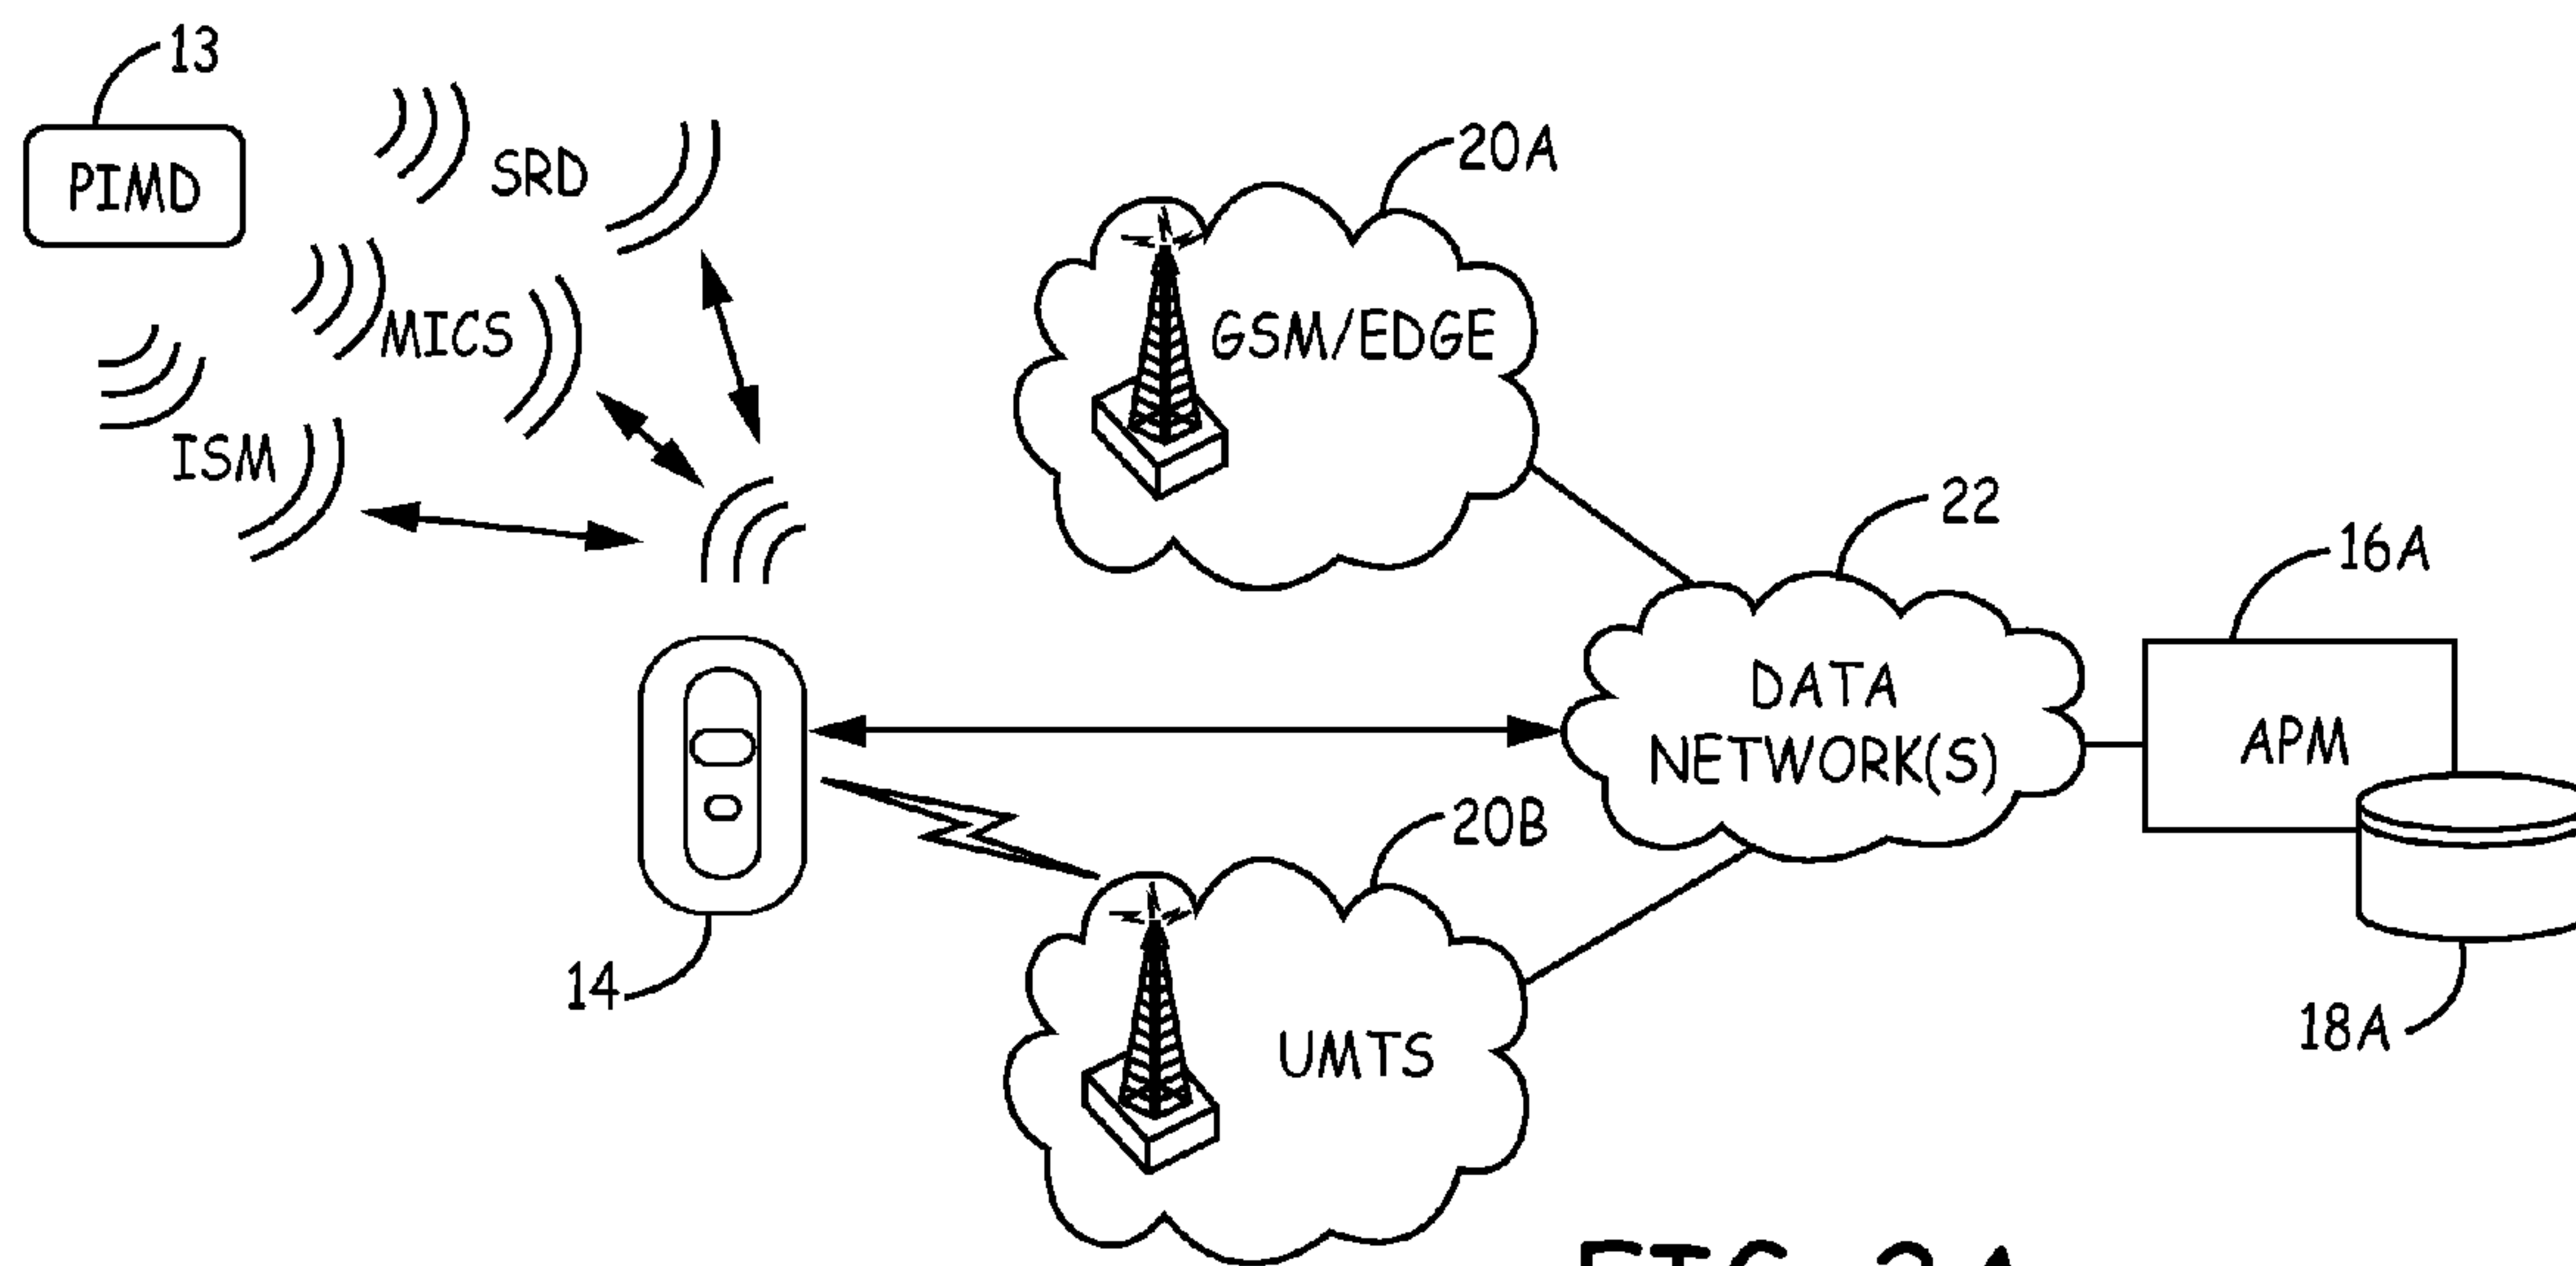 13
PIMD
SRD
20A
MICS
GSM/EDGE
ISM
22
16A
DATA
NETWORK(S)
APM
20B
14
18A
UMTS